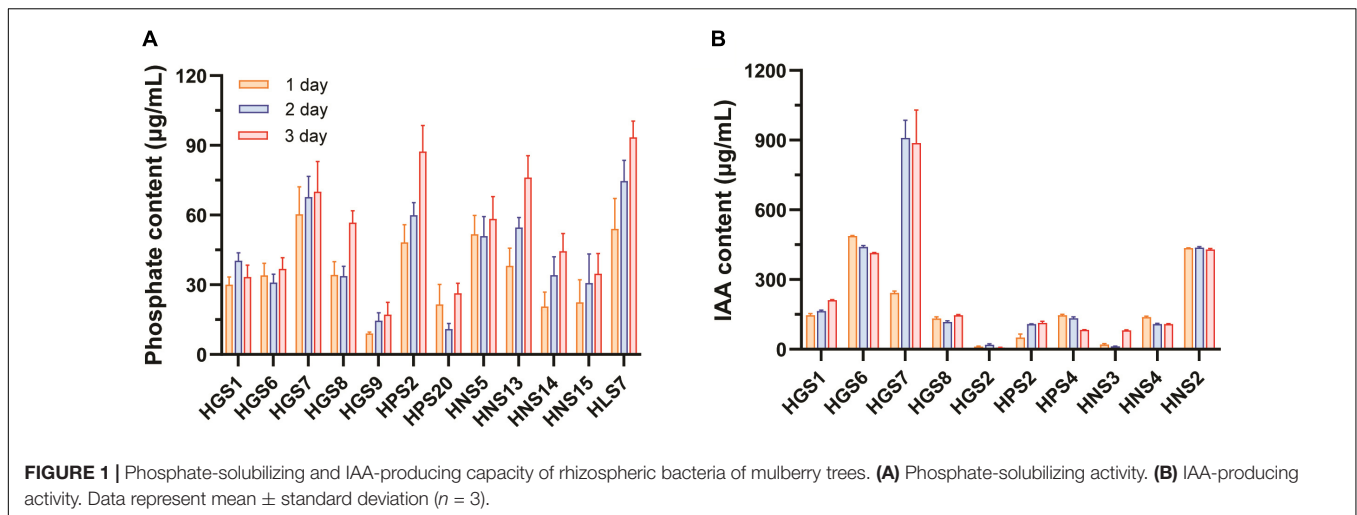 A
Phosphate content (µg/mL)
120
90
60
30
0
1 day
2 day
3 day
HGS1
HGS6
HGS7
HGS8
HGS9
HPS2
HPS20
HNS5
HNS13
HNS14
HNS15
HLS7
B
IAA content (µg/mL)
1200
900
600
300
0
HGS1
HGS6
HGS7
HGS8
HGS2
HPS2
HPS4
HNS3
HNS4
HNS2
FIGURE 1 | Phosphate-solubilizing and IAA-producing capacity of rhizospheric bacteria of mulberry trees. (A) Phosphate-solubilizing activity. (B) IAA-producing
activity. Data represent mean ± standard deviation (n = 3).